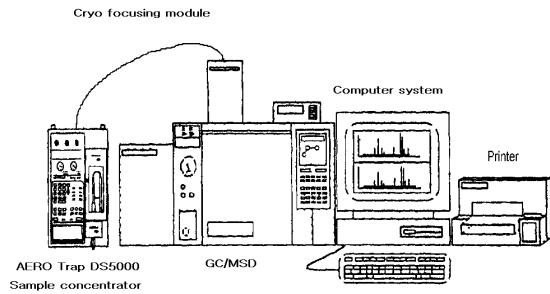 Cryo focusing module
Computer system
Printer
AERO Trap DS5000
Sample concentrator
GC/MSD